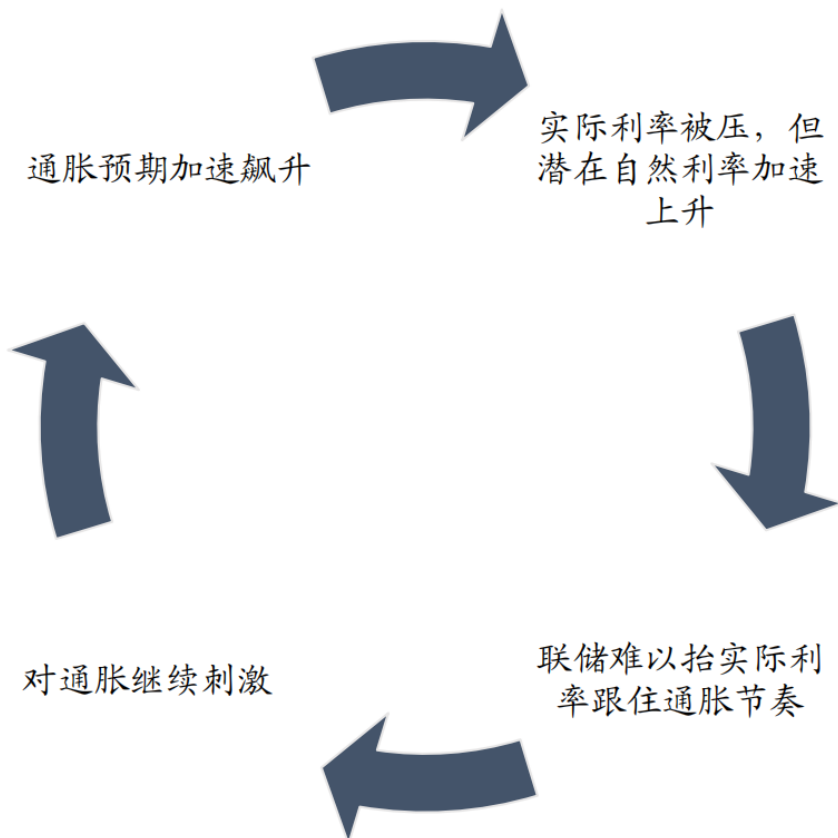 通胀预期加速飙升
实际利率被压，但
潜在自然利率加速
上升
联储难以抬实际利
率跟住通胀节奏
对通胀继续刺激